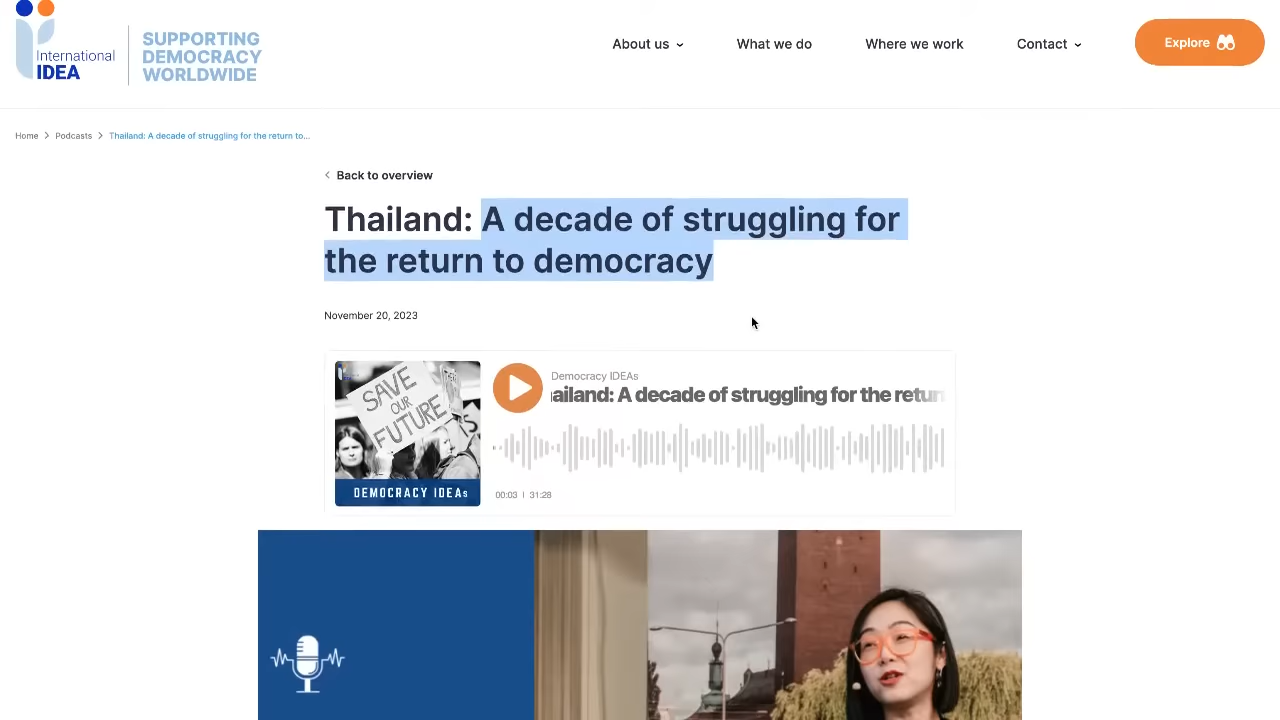 International
IDEA
SUPPORTING
DEMOCRACY
WORLDWIDE
About us
What we do
Where we work
Contact
Explore
Home
Podcasts
Thailand: A decade of struggling for the return to...
Back to overview
Thailand: A decade of struggling for
the return to democracy
November 20, 2023
SAVE
OUR
FUTURE
DEMOCRACY IDEAs
Democracy IDEAs
ailand: A decade of struggling for the return
00:03 | 31:28